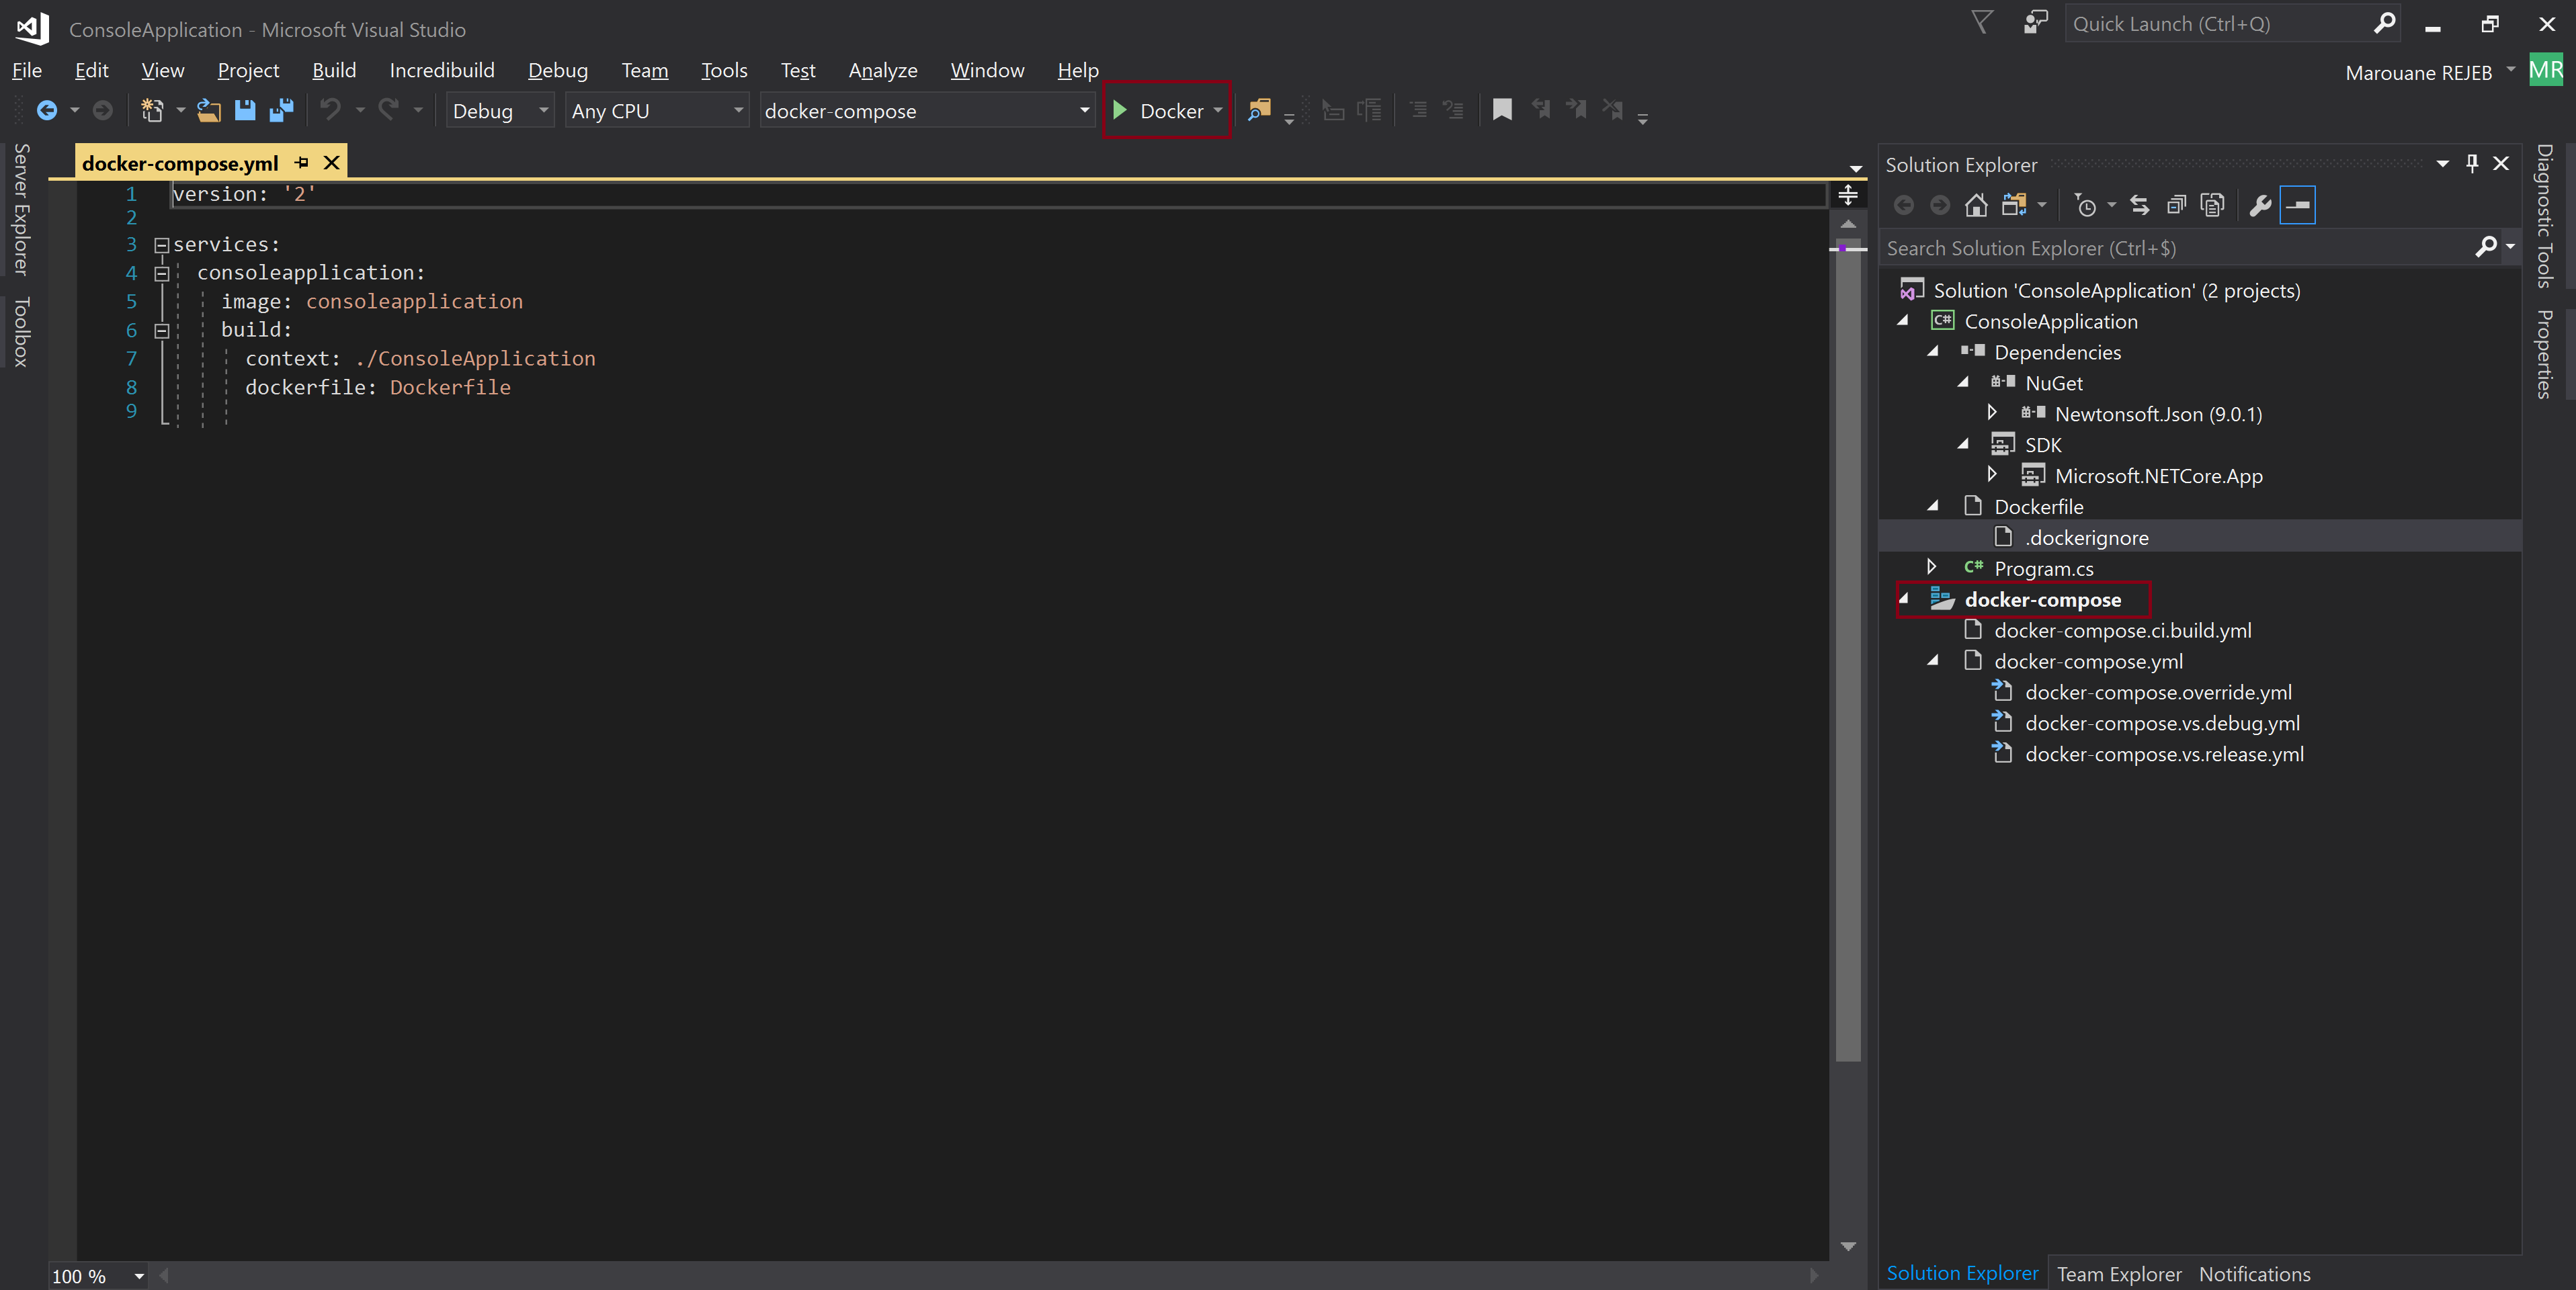 ConsoleApplication - Microsoft Visual Studio
Quick Launch (Ctrl+Q)
File Edit View Project Build Incredibuild Debug Team Tools Test Analyze Window Help
Marouane REJEB MR
Debug Any CPU docker-compose Docker
Server Explorer
Toolbox
docker-compose.yml
1 version: '2'
2
3 services:
4 consoleapplication:
5 image: consoleapplication
6 build:
7 context: ./ConsoleApplication
8 dockerfile: Dockerfile
9
100 %
Solution Explorer
Search Solution Explorer (Ctrl+$)
Solution 'ConsoleApplication' (2 projects)
C# ConsoleApplication
Dependencies
NuGet
Newtonsoft.Json (9.0.1)
SDK
Microsoft.NETCore.App
Dockerfile
.dockerignore
C# Program.cs
docker-compose
docker-compose.ci.build.yml
docker-compose.yml
docker-compose.override.yml
docker-compose.vs.debug.yml
docker-compose.vs.release.yml
Solution Explorer Team Explorer Notifications
Diagnostic Tools
Properties